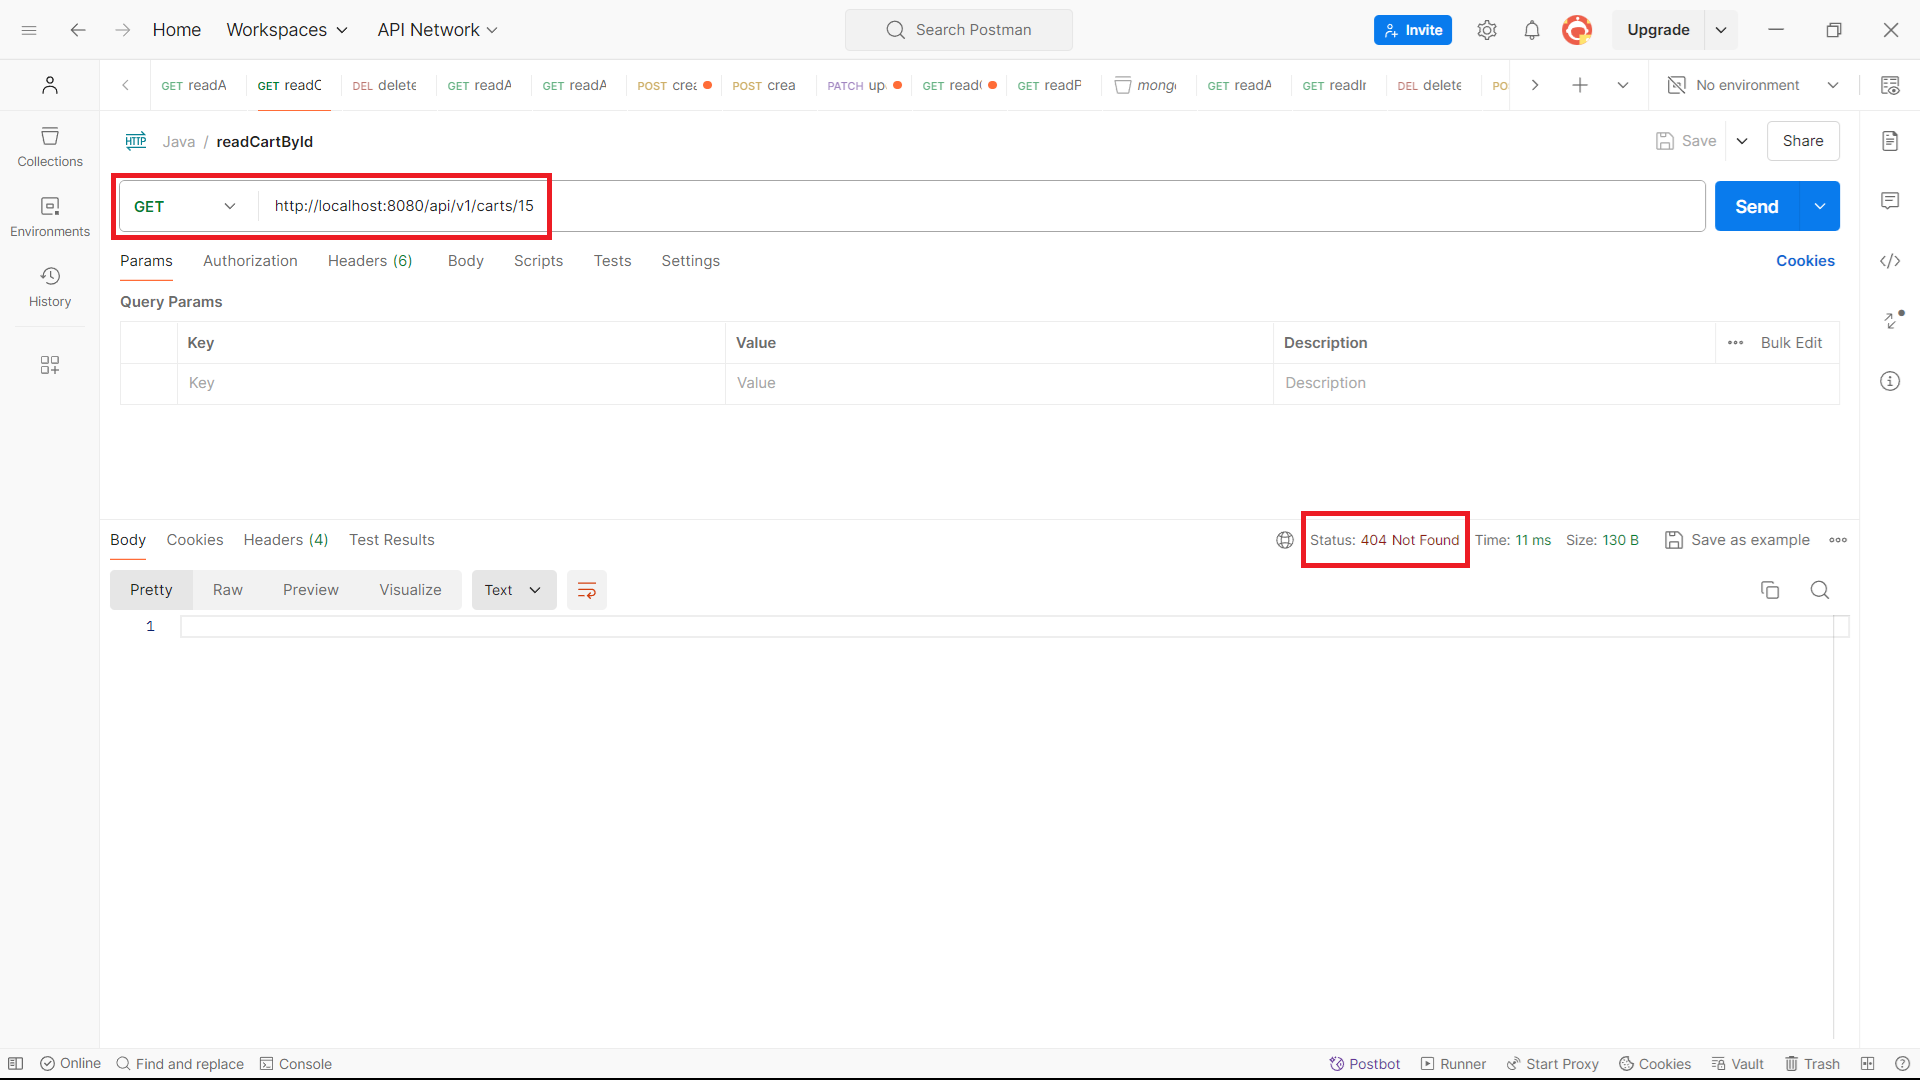 Home Workspaces API Network Search Postman Invite Upgrade
GET readA GET readC DEL delete GET readA GET readA POST crea POST crea PATCH up GET read( GET readP mong GET readA GET readIr DEL delete PO No environment
HTTP Java / readCartById Save Share
Collections
GET http://localhost:8080/api/v1/carts/15 Send
Environments
Params Authorization Headers (6) Body Scripts Tests Settings Cookies
History
Query Params
Key Value Description ••• Bulk Edit
Key Value Description
Body Cookies Headers (4) Test Results Status: 404 Not Found Time: 11 ms Size: 130 B Save as example
Pretty Raw Preview Visualize Text
1
Online Find and replace Console Postbot Runner Start Proxy Cookies Vault Trash